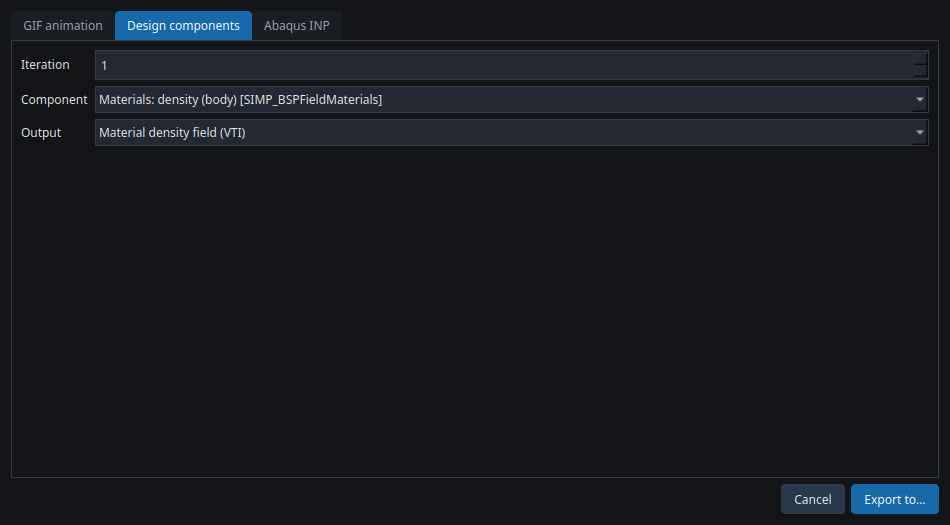 GIF animation Design components Abaqus INP
Iteration 1
Component Materials: density (body) [SIMP_BSPFieldMaterials]
Output Material density field (VTI)
Cancel Export to...